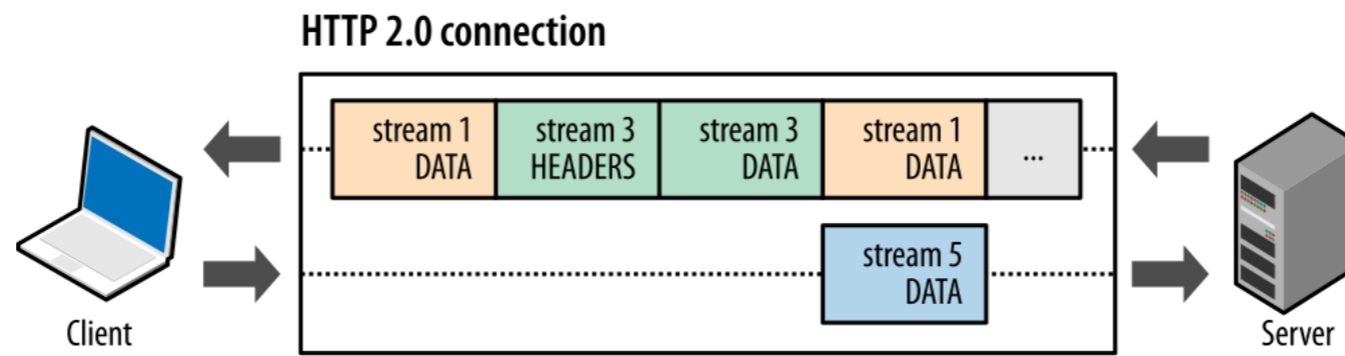 HTTP 2.0 connection
stream 1
DATA
stream 3
HEADERS
stream 3
DATA
stream 1
DATA
...
stream 5
DATA
Client
Server